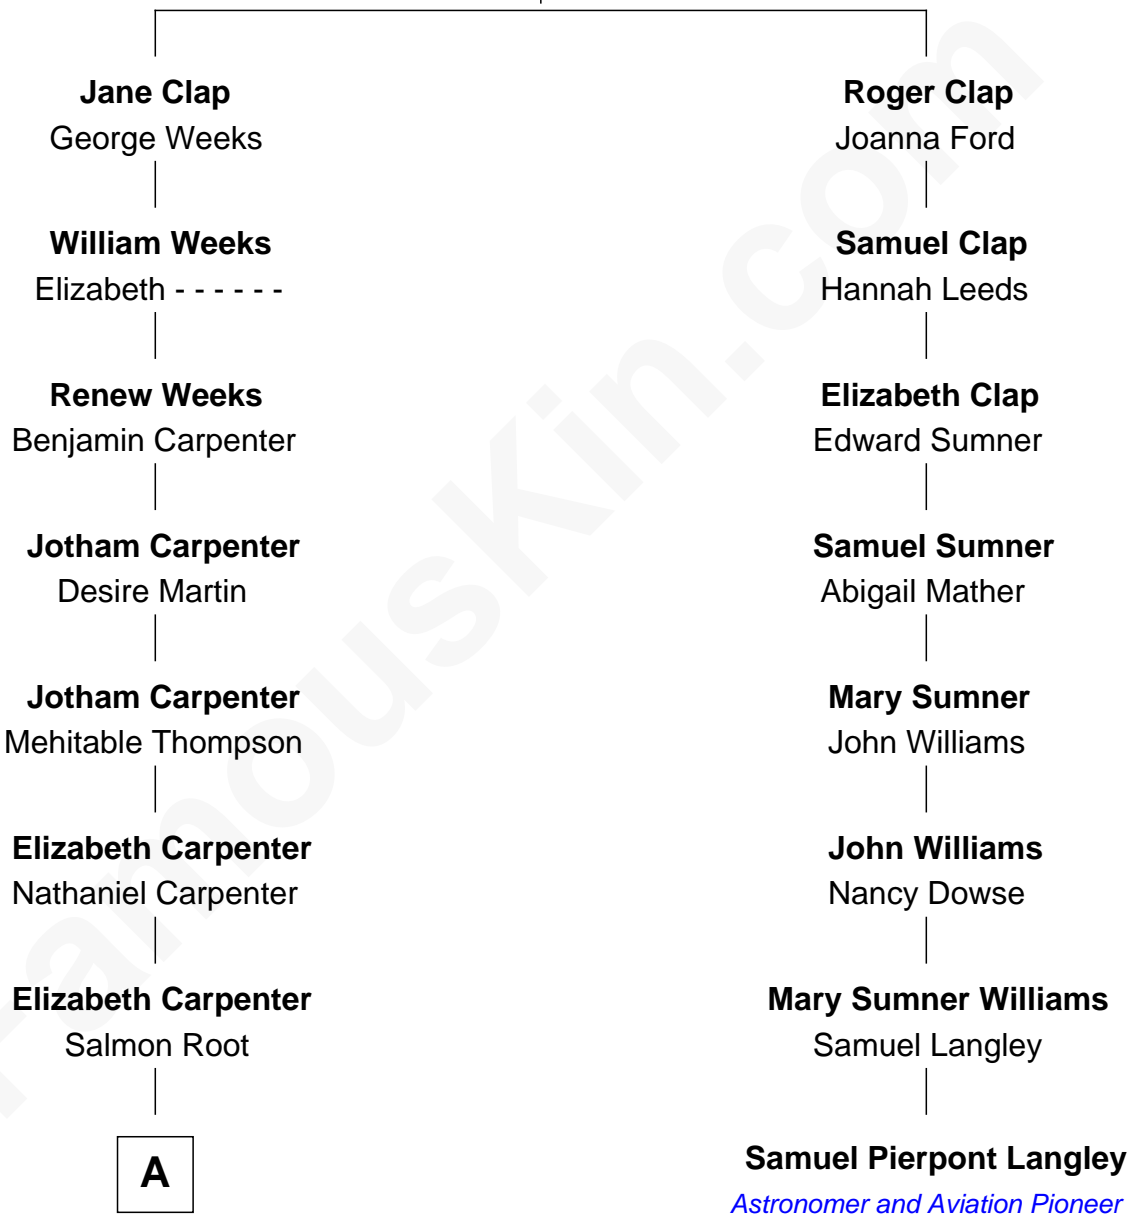 Jane Clap
George Weeks
William Weeks
Elizabeth - - - - - -
Renew Weeks
Benjamin Carpenter
Jotham Carpenter
Desire Martin
Jotham Carpenter
Mehitable Thompson
Elizabeth Carpenter
Nathaniel Carpenter
Elizabeth Carpenter
Salmon Root
A
Roger Clap
Joanna Ford
Samuel Clap
Hannah Leeds
Elizabeth Clap
Edward Sumner
Samuel Sumner
Abigail Mather
Mary Sumner
John Williams
John Williams
Nancy Dowse
Mary Sumner Williams
Samuel Langley
Samuel Pierpont Langley
Astronomer and Aviation Pioneer
FamousKin.com